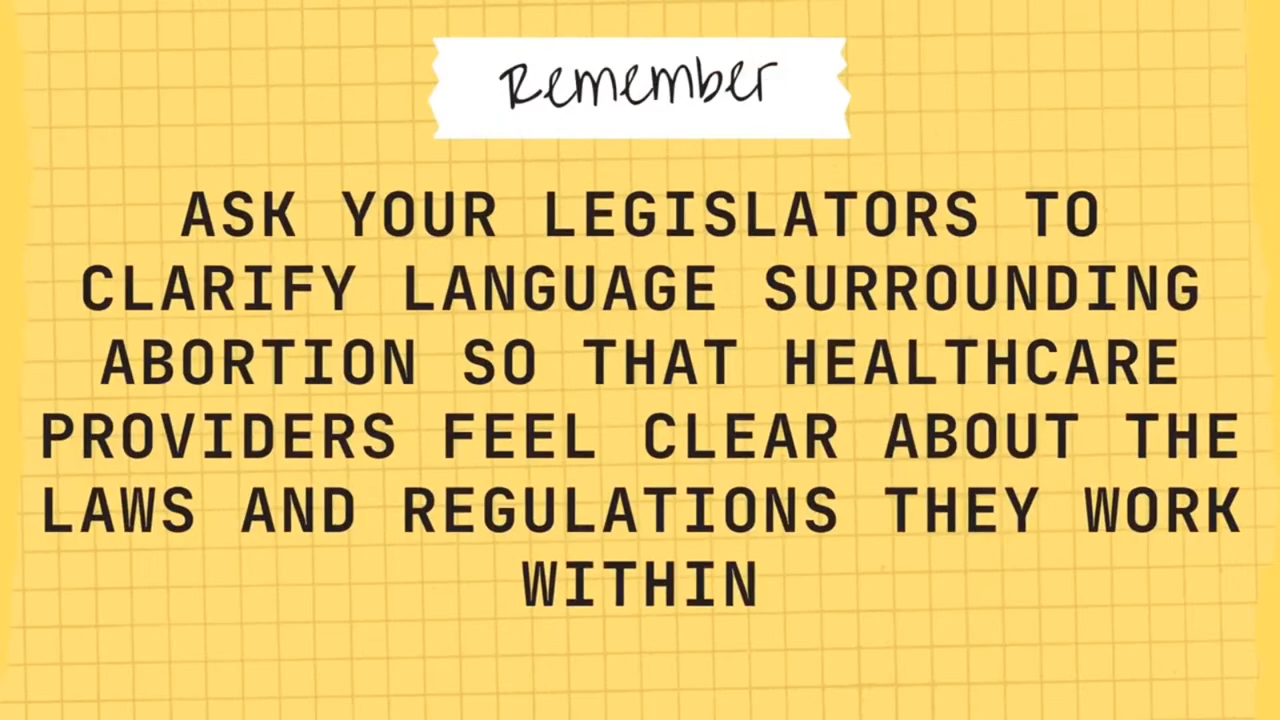 Remember
ASK YOUR LEGISLATORS TO
CLARIFY LANGUAGE SURROUNDING
ABORTION SO THAT HEALTHCARE
PROVIDERS FEEL CLEAR ABOUT THE
LAWS AND REGULATIONS THEY WORK
WITHIN